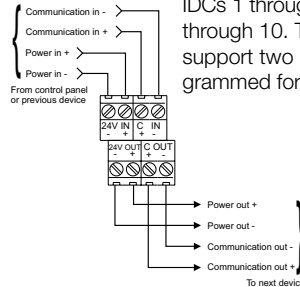 Communication in -
Communication in +
Power in +
Power in -
From control panel
or previous device
IDCs 1 throug
through 10. T
support two
grammed for
24V IN C IN
- + + -
24V OUT C OUT
- + + -
Power out +
Power out -
Communication out -
Communication out +
To next devic